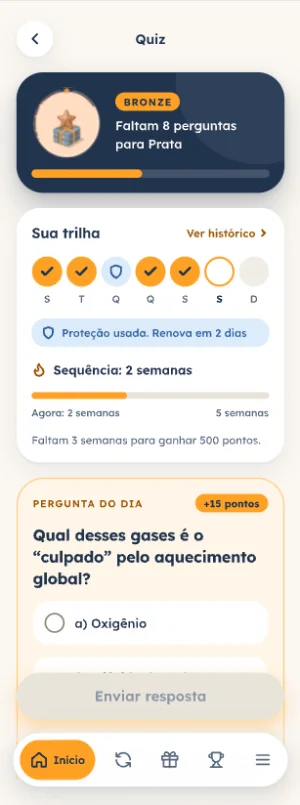 Quiz
BRONZE
Faltam 8 perguntas
para Prata
Sua trilha
Ver histórico
S T Q Q S S D
Proteção usada. Renova em 2 dias
Sequência: 2 semanas
Agora: 2 semanas 5 semanas
Faltam 3 semanas para ganhar 500 pontos.
PERGUNTA DO DIA +15 pontos
Qual desses gases é o
“culpado” pelo aquecimento
global?
a) Oxigênio
Enviar resposta
Início